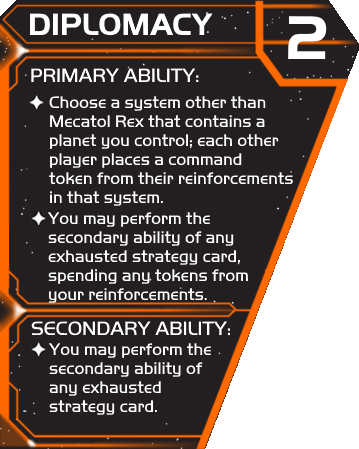 DIPLOMACY
2
PRIMARY ABILITY:
Choose a system other than
Mecatol Rex that contains a
planet you control; each other
player places a command
token from their reinforcements
in that system.
You may perform the
secondary ability of any
exhausted strategy card,
spending any tokens from
your reinforcements.
SECONDARY ABILITY:
You may perform the
secondary ability of
any exhausted
strategy card.